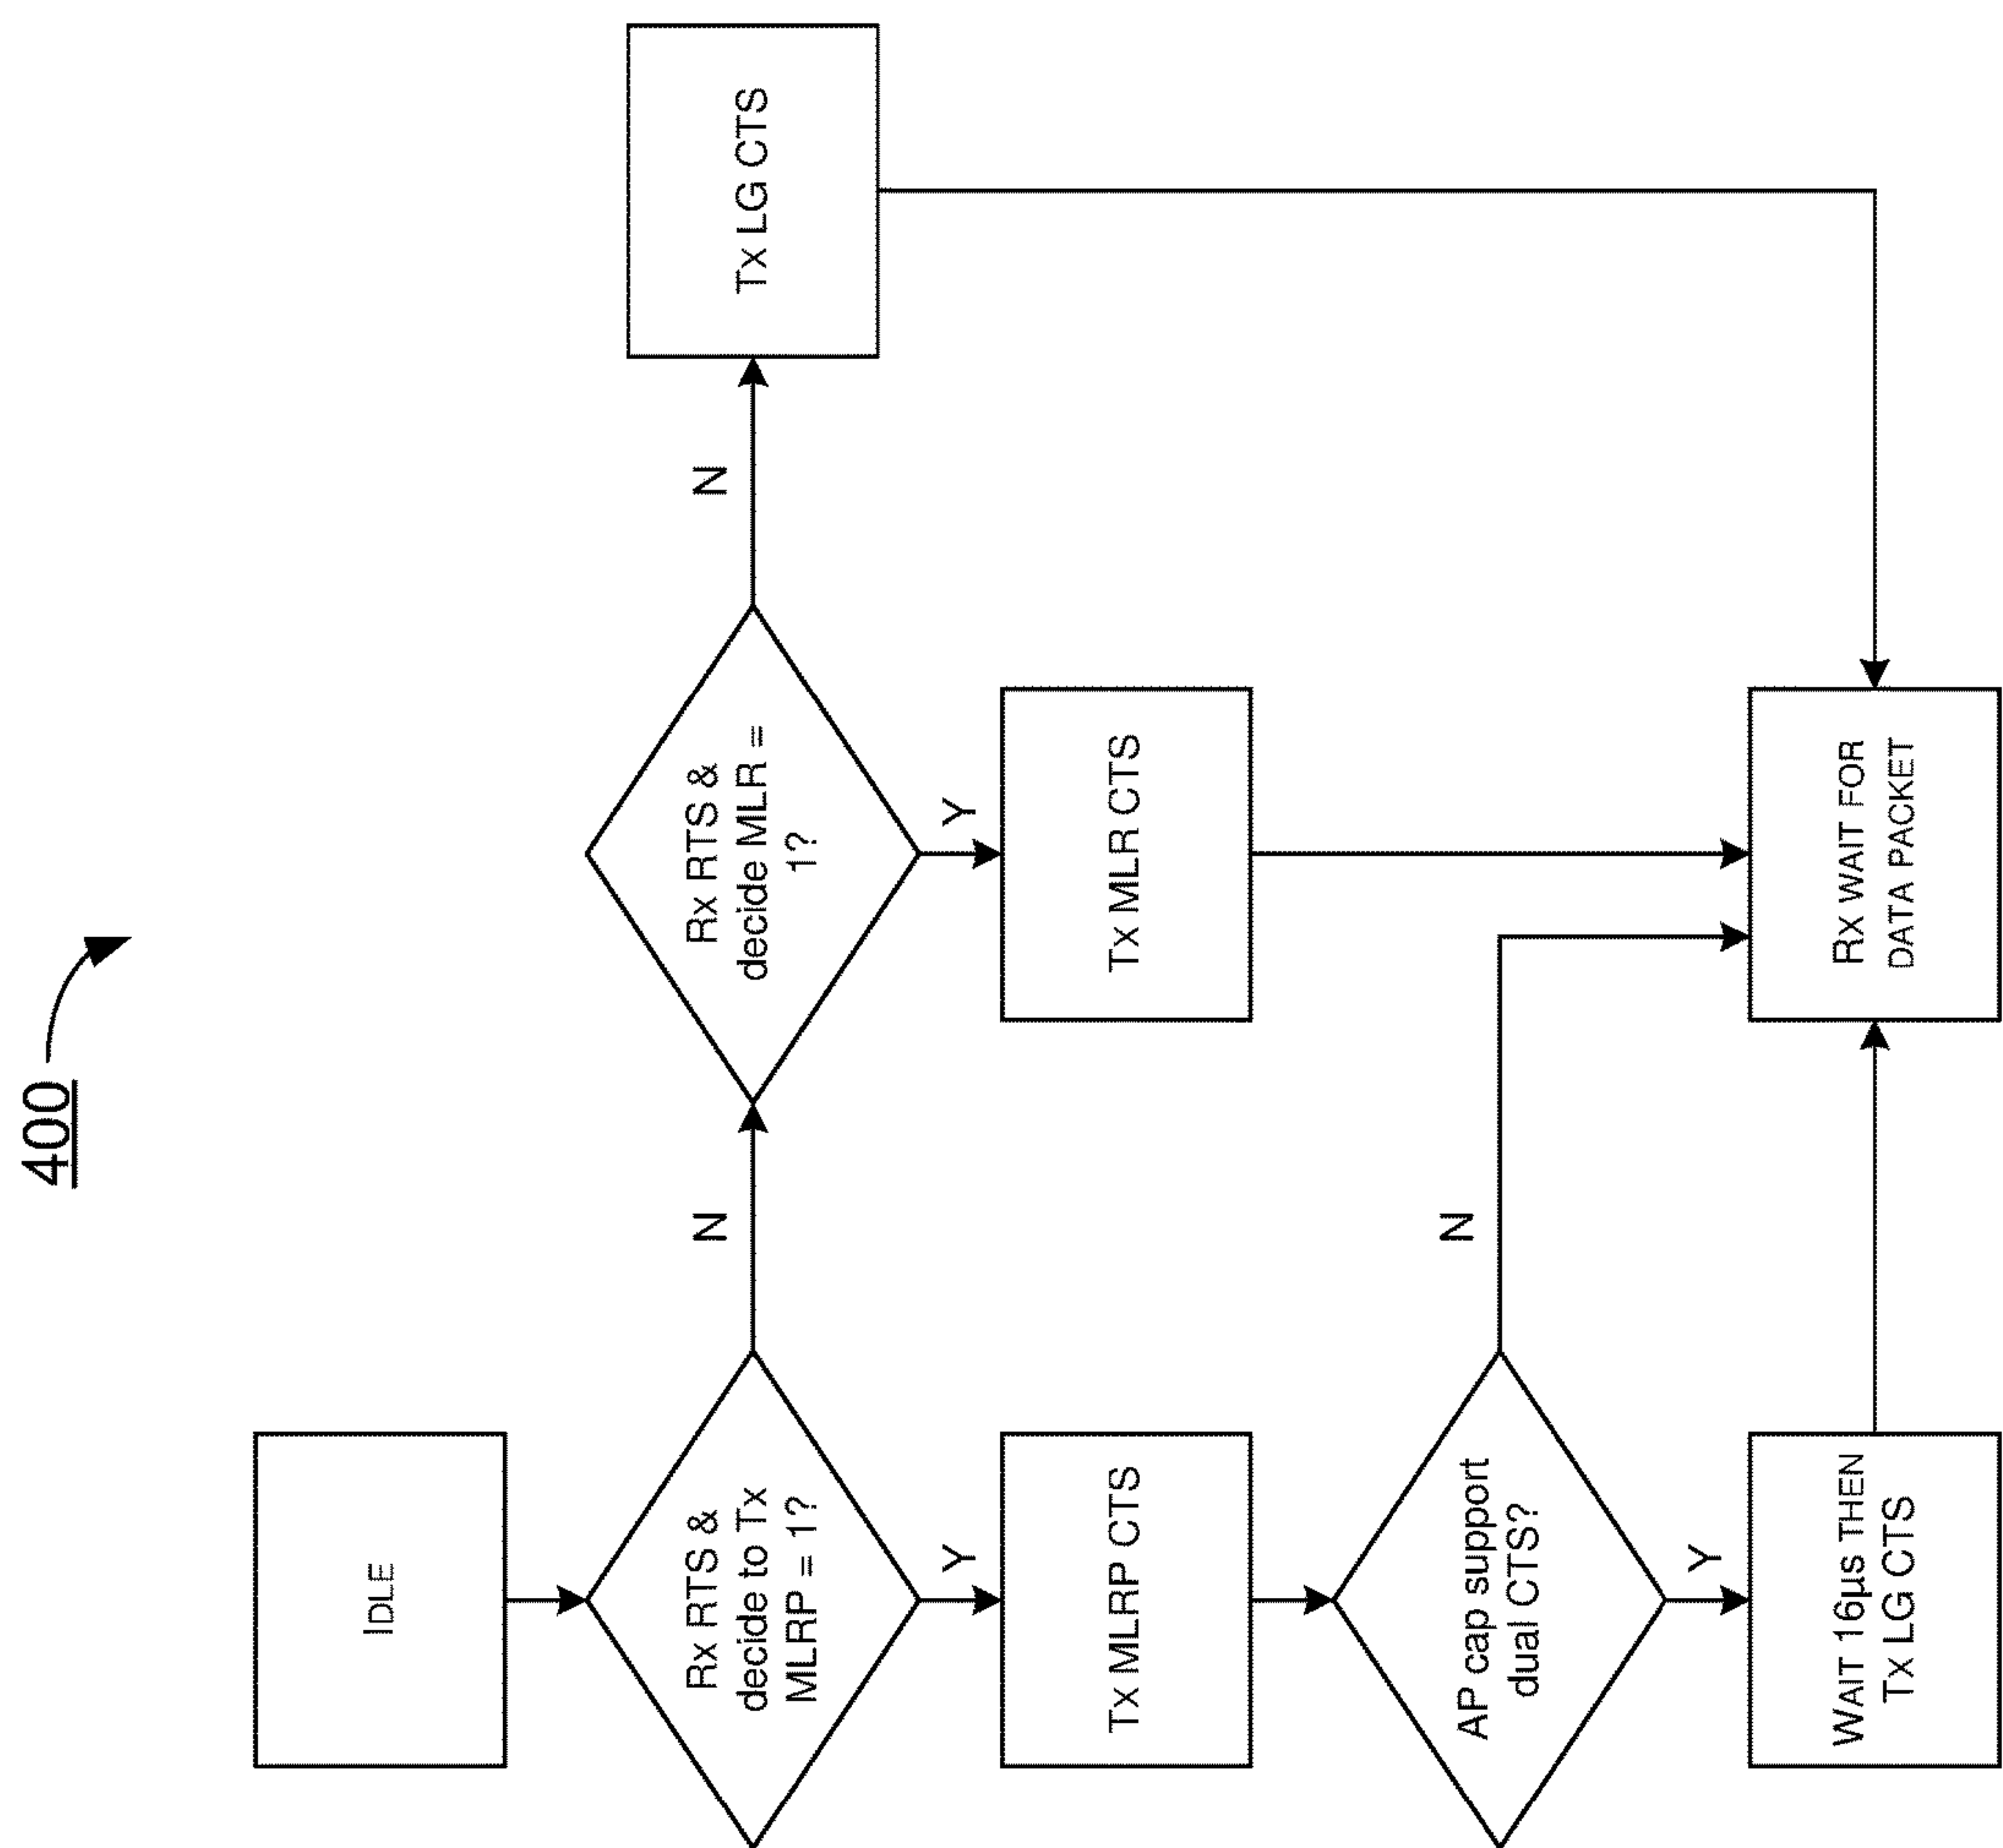 400
IDLE
Rx RTS &
decide to Tx
MLRP = 1?
N
Rx RTS &
decide MLR =
1?
N
Tx LG CTS
Y
Tx MLRP CTS
Y
Tx MLR CTS
AP cap support
dual CTS?
N
Y
WAIT 16µs THEN
Tx LG CTS
Rx WAIT FOR
DATA PACKET